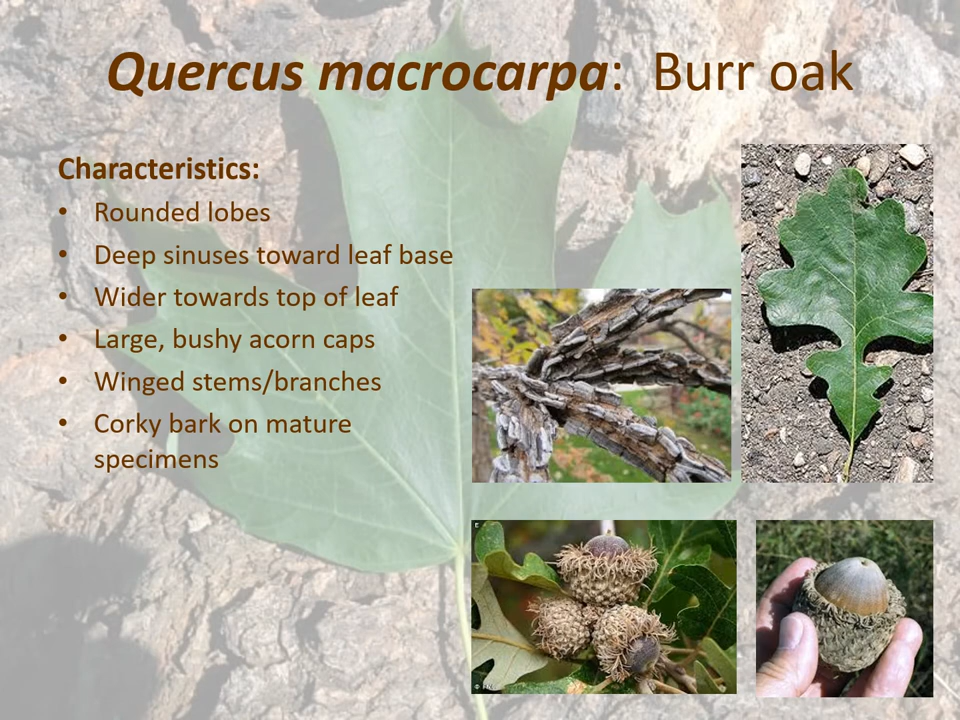 Quercus macrocarpa: Burr oak
Characteristics:
• Rounded lobes
• Deep sinuses toward leaf base
• Wider towards top of leaf
• Large, bushy acorn caps
• Winged stems/branches
• Corky bark on mature
specimens